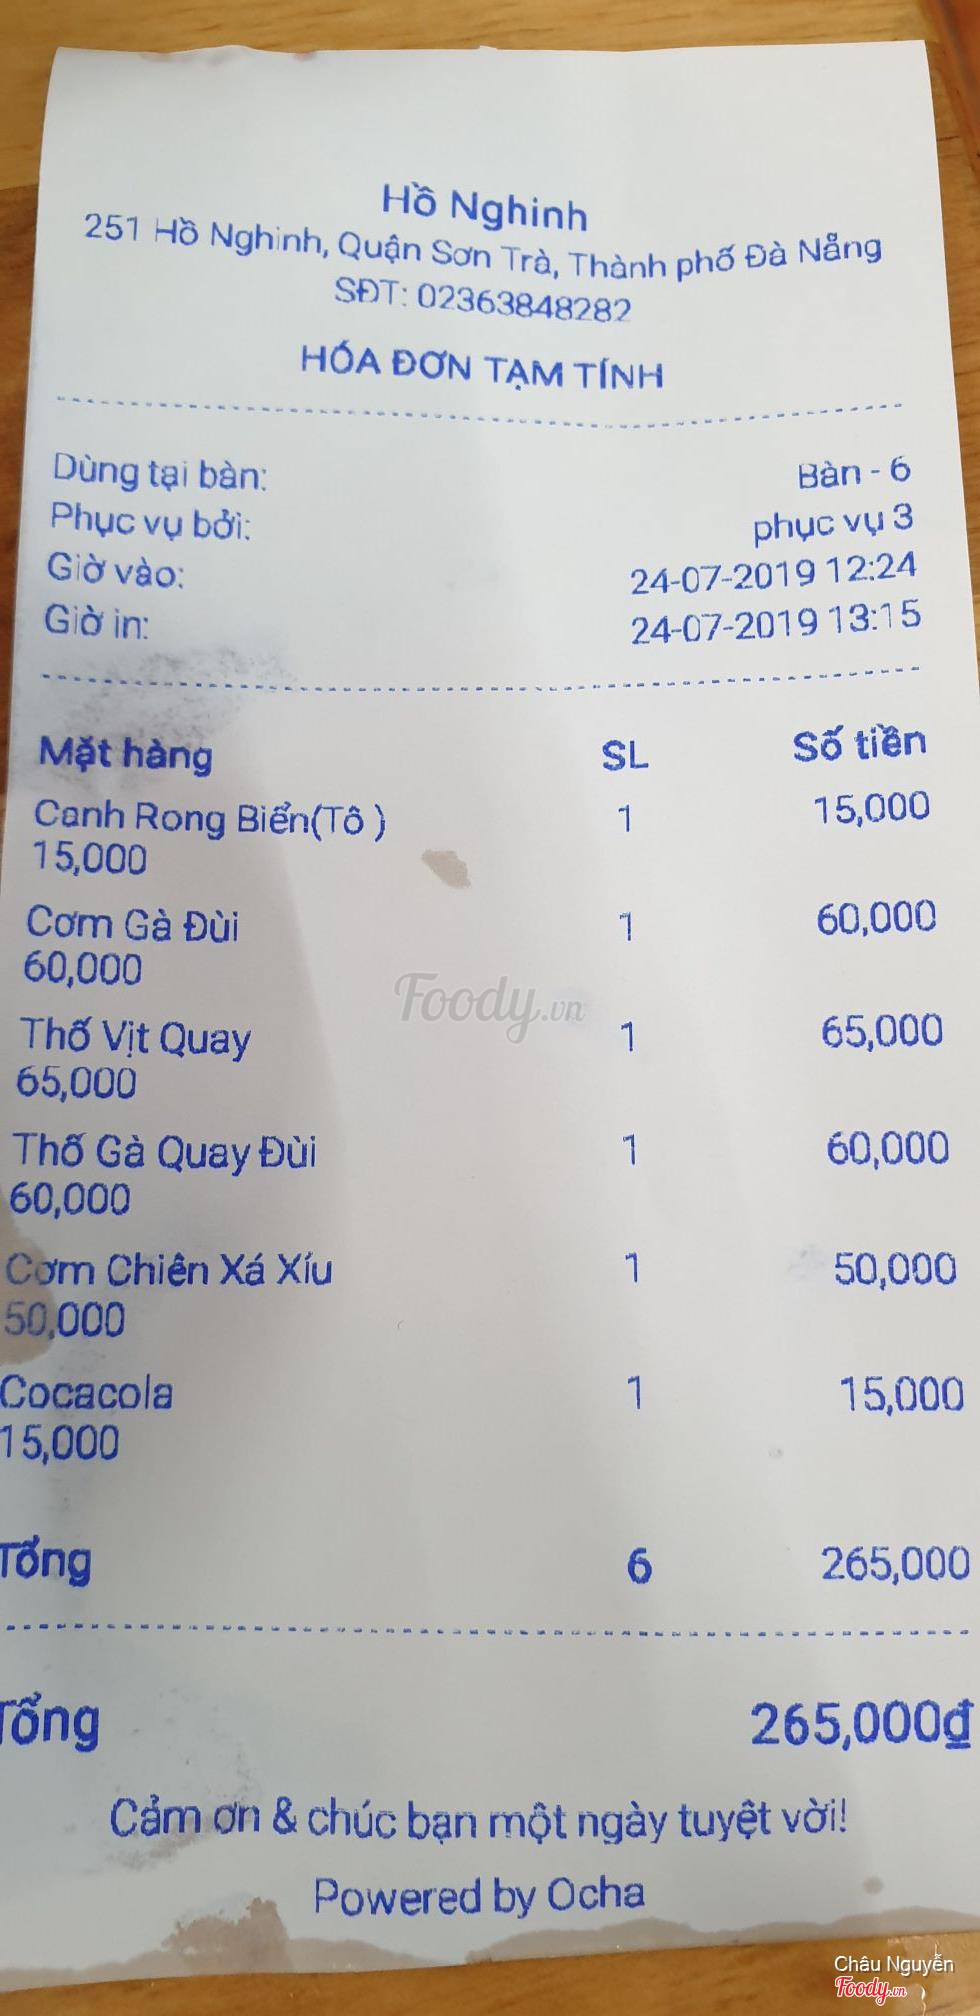 Hồ Nghinh
251 Hồ Nghinh, Quận Sơn Trà, Thành phố Đà Nẵng
SĐT: 02363848282
HÓA ĐƠN TẠM TÍNH
Dùng tại bàn: Bàn - 6
Phục vụ bởi: phục vụ 3
Giờ vào: 24-07-2019 12:24
Giờ in: 24-07-2019 13:15
Mặt hàng SL Số tiền
Canh Rong Biển(Tô ) 1 15,000
15,000
Cơm Gà Đùi 1 60,000
60,000
Foody.vn
Thố Vịt Quay 1 65,000
65,000
Thố Gà Quay Đùi 1 60,000
60,000
Cơm Chiên Xá Xíu 1 50,000
50,000
Cocacola 1 15,000
15,000
Tổng 6 265,000
Tổng 265,000₫
Cảm ơn & chúc bạn một ngày tuyệt vời!
Powered by Ocha
Châu Nguyễn
Foody.vn